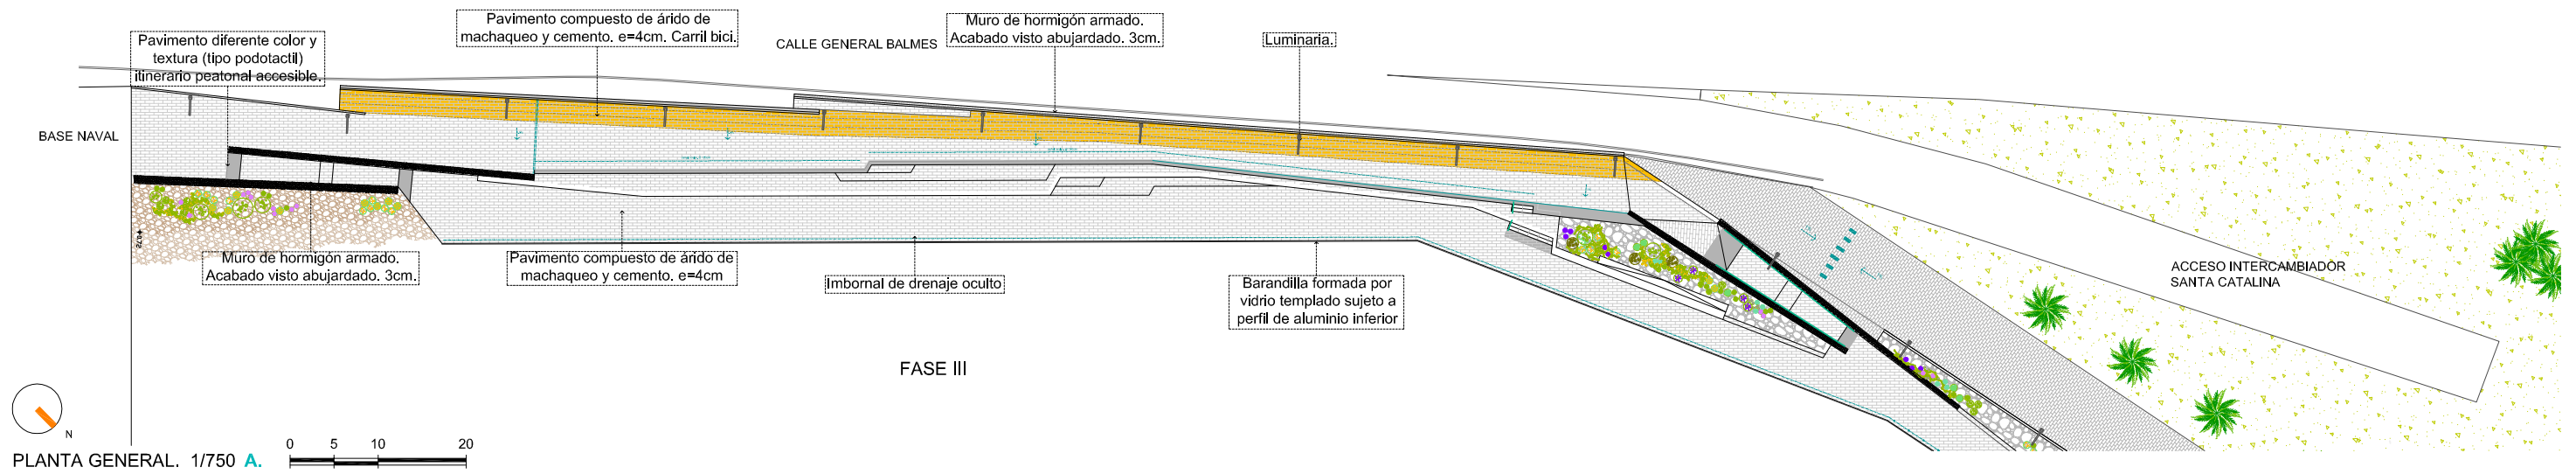 Pavimento diferente color y
textura (tipo podotactil)
itinerario peatonal accesible.
Pavimento compuesto de árido de
machaqueo y cemento. e=4cm. Carril bici.
CALLE GENERAL BALMES
Muro de hormigón armado.
Acabado visto abujardado. 3cm.
Luminaria.
BASE NAVAL
Muro de hormigón armado.
Acabado visto abujardado. 3cm.
Pavimento compuesto de árido de
machaqueo y cemento. e=4cm
Imbornal de drenaje oculto
Barandilla formada por
vidrio templado sujeto a
perfil de aluminio inferior
ACCESO INTERCAMBIADOR
SANTA CATALINA
FASE III
N
0 5 10 20
PLANTA GENERAL. 1/750 A.